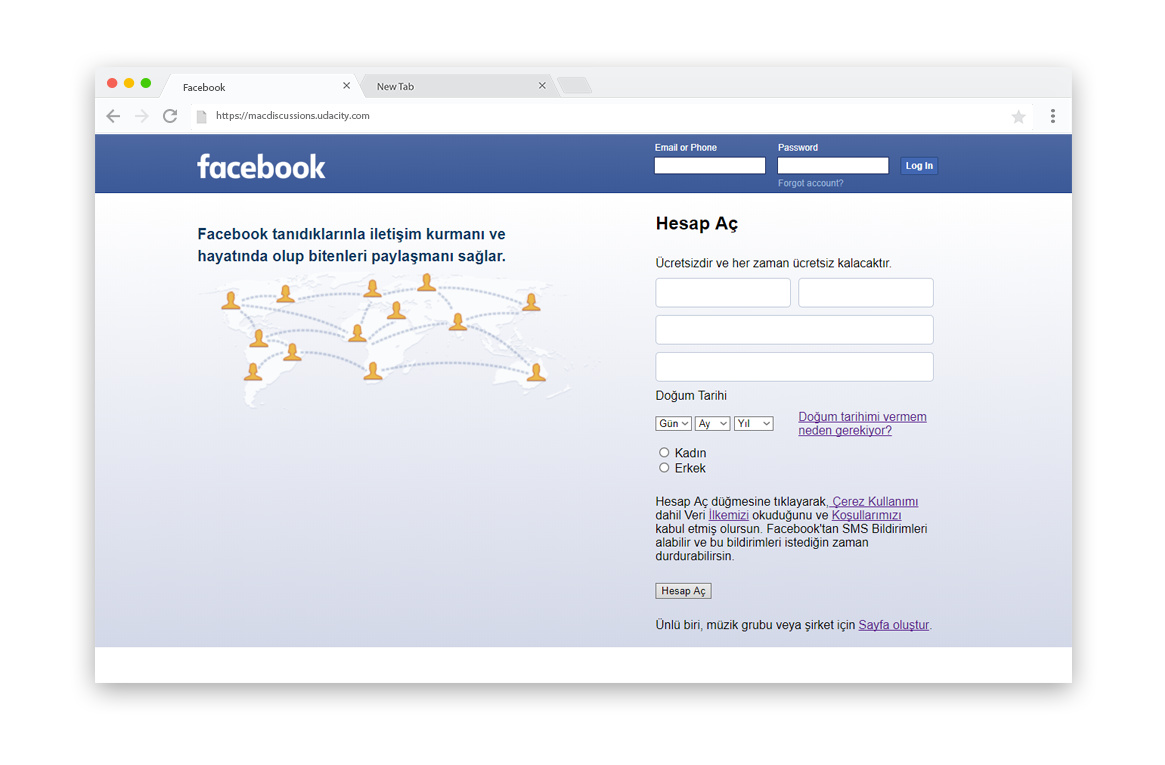 Facebook
New Tab
https://macdiscussions.udacity.com
facebook
Email or Phone
Password
Log In
Forgot account?
Facebook tanıdıklarınla iletişim kurmanı ve
hayatında olup bitenleri paylaşmanı sağlar.
Hesap Aç
Ücretsizdir ve her zaman ücretsiz kalacaktır.
Doğum Tarihi
Gün Ay Yıl
Doğum tarihimi vermem
neden gerekiyor?
Kadın
Erkek
Hesap Aç düğmesine tıklayarak, Çerez Kullanımı
dahil Veri İlkemizi okuduğunu ve Koşullarımızı
kabul etmiş olursun. Facebook'tan SMS Bildirimleri
alabilir ve bu bildirimleri istediğin zaman
durdurabilirsin.
Hesap Aç
Ünlü biri, müzik grubu veya şirket için Sayfa oluştur.